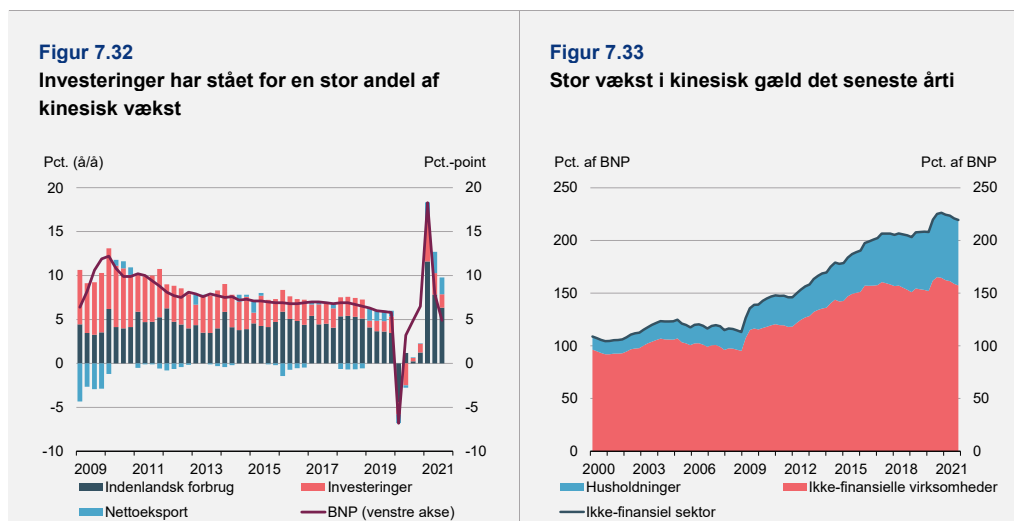 Figur 7.32
Investeringer har stået for en stor andel af
kinesisk vækst
Pct. (å/å) Pct.-point
20 20
15 15
10 10
5 5
0 0
-5 -5
-10 -10
2009 2011 2013 2015 2017 2019 2021
Indenlandsk forbrug Investeringer
Nettoeksport BNP (venstre akse)
Figur 7.33
Stor vækst i kinesisk gæld det seneste årti
Pct. af BNP Pct. af BNP
250 250
200 200
150 150
100 100
50 50
0 0
2000 2003 2006 2009 2012 2015 2018 2021
Husholdninger Ikke-finansielle virksomheder
Ikke-finansiel sektor